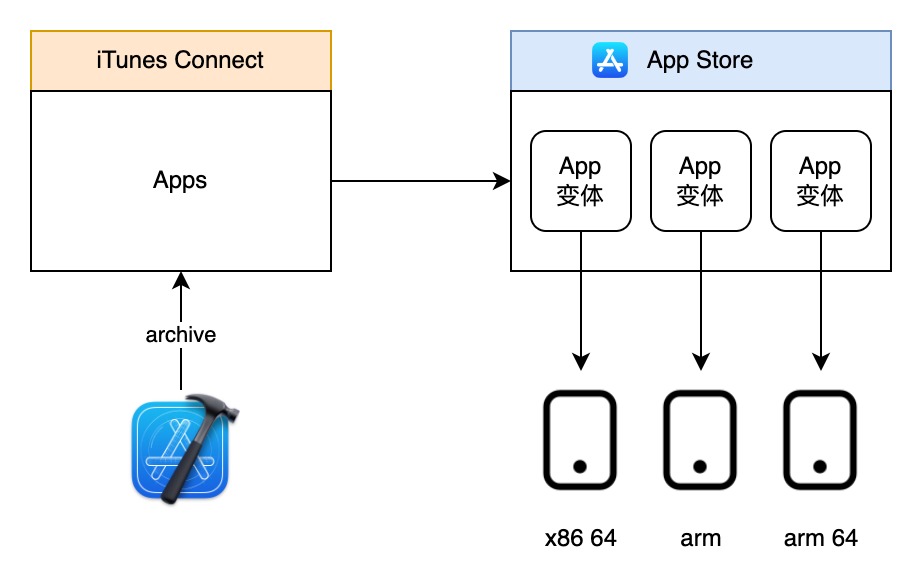 iTunes Connect
App Store
Apps
App
变体
App
变体
App
变体
archive
x86 64
arm
arm 64